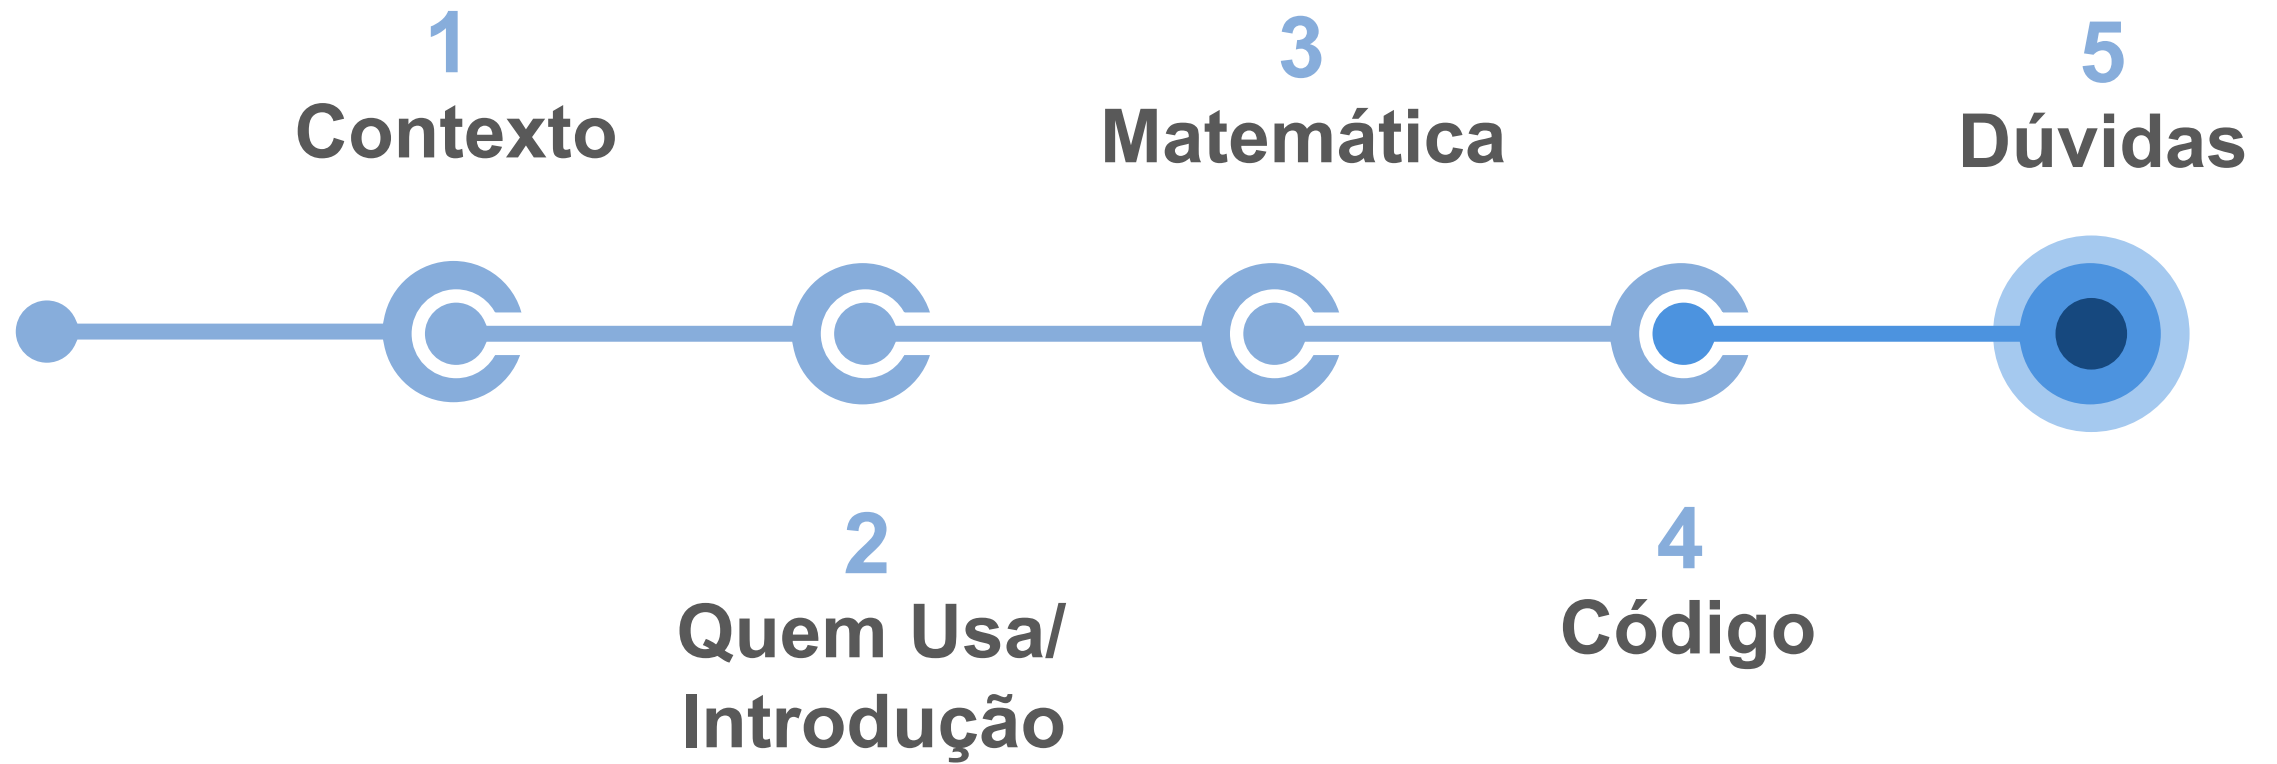 1
Contexto
2
Quem Usa/
Introdução
3
Matemática
4
Código
5
Dúvidas